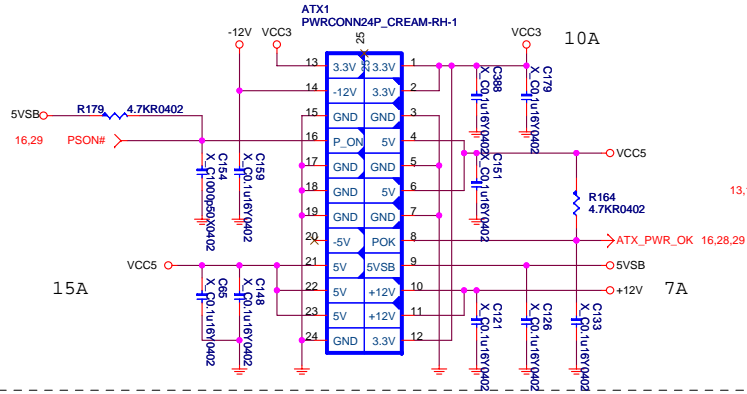 ATX1
PWRCONN24P_CREAM-RH-1
-12V
VCC3
25
25
VCC3
10A
13
3.3V
3.3V
1
14
-12V
3.3V
2
15
GND
GND
3
16
P_ON
5V
4
17
GND
GND
5
18
GND
5V
6
19
GND
GND
7
20
-5V
POK
8
21
5V
5VSB
9
22
5V
+12V
10
23
5V
+12V
11
24
GND
3.3V
12
5VSB
R179
4.7KR0402
16,29
PSON#
C154
X_C1000p50X0402
C159
X_C0.1u16Y0402
C388
X_C0.1u16Y0402
C179
X_C0.1u16Y0402
C151
X_C0.1u16Y0402
VCC5
R164
4.7KR0402
13,
ATX_PWR_OK
16,28,29
5VSB
+12V
7A
VCC5
15A
C65
X_C0.1u16Y0402
C148
X_C0.1u16Y0402
C121
X_C0.1u16Y0402
C126
X_C0.1u16Y0402
C133
X_C0.1u16Y0402